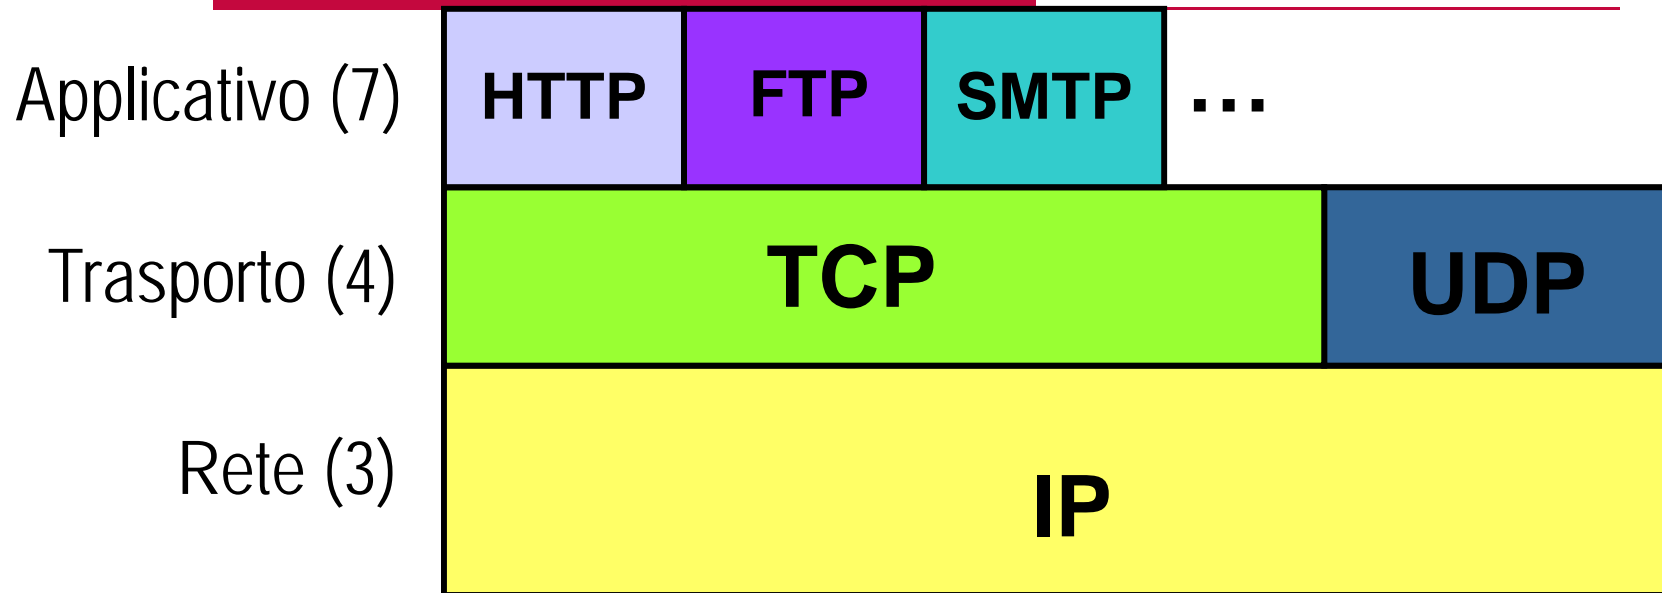 Applicativo (7) HTTP FTP SMTP ...
Trasporto (4) TCP UDP
Rete (3) IP